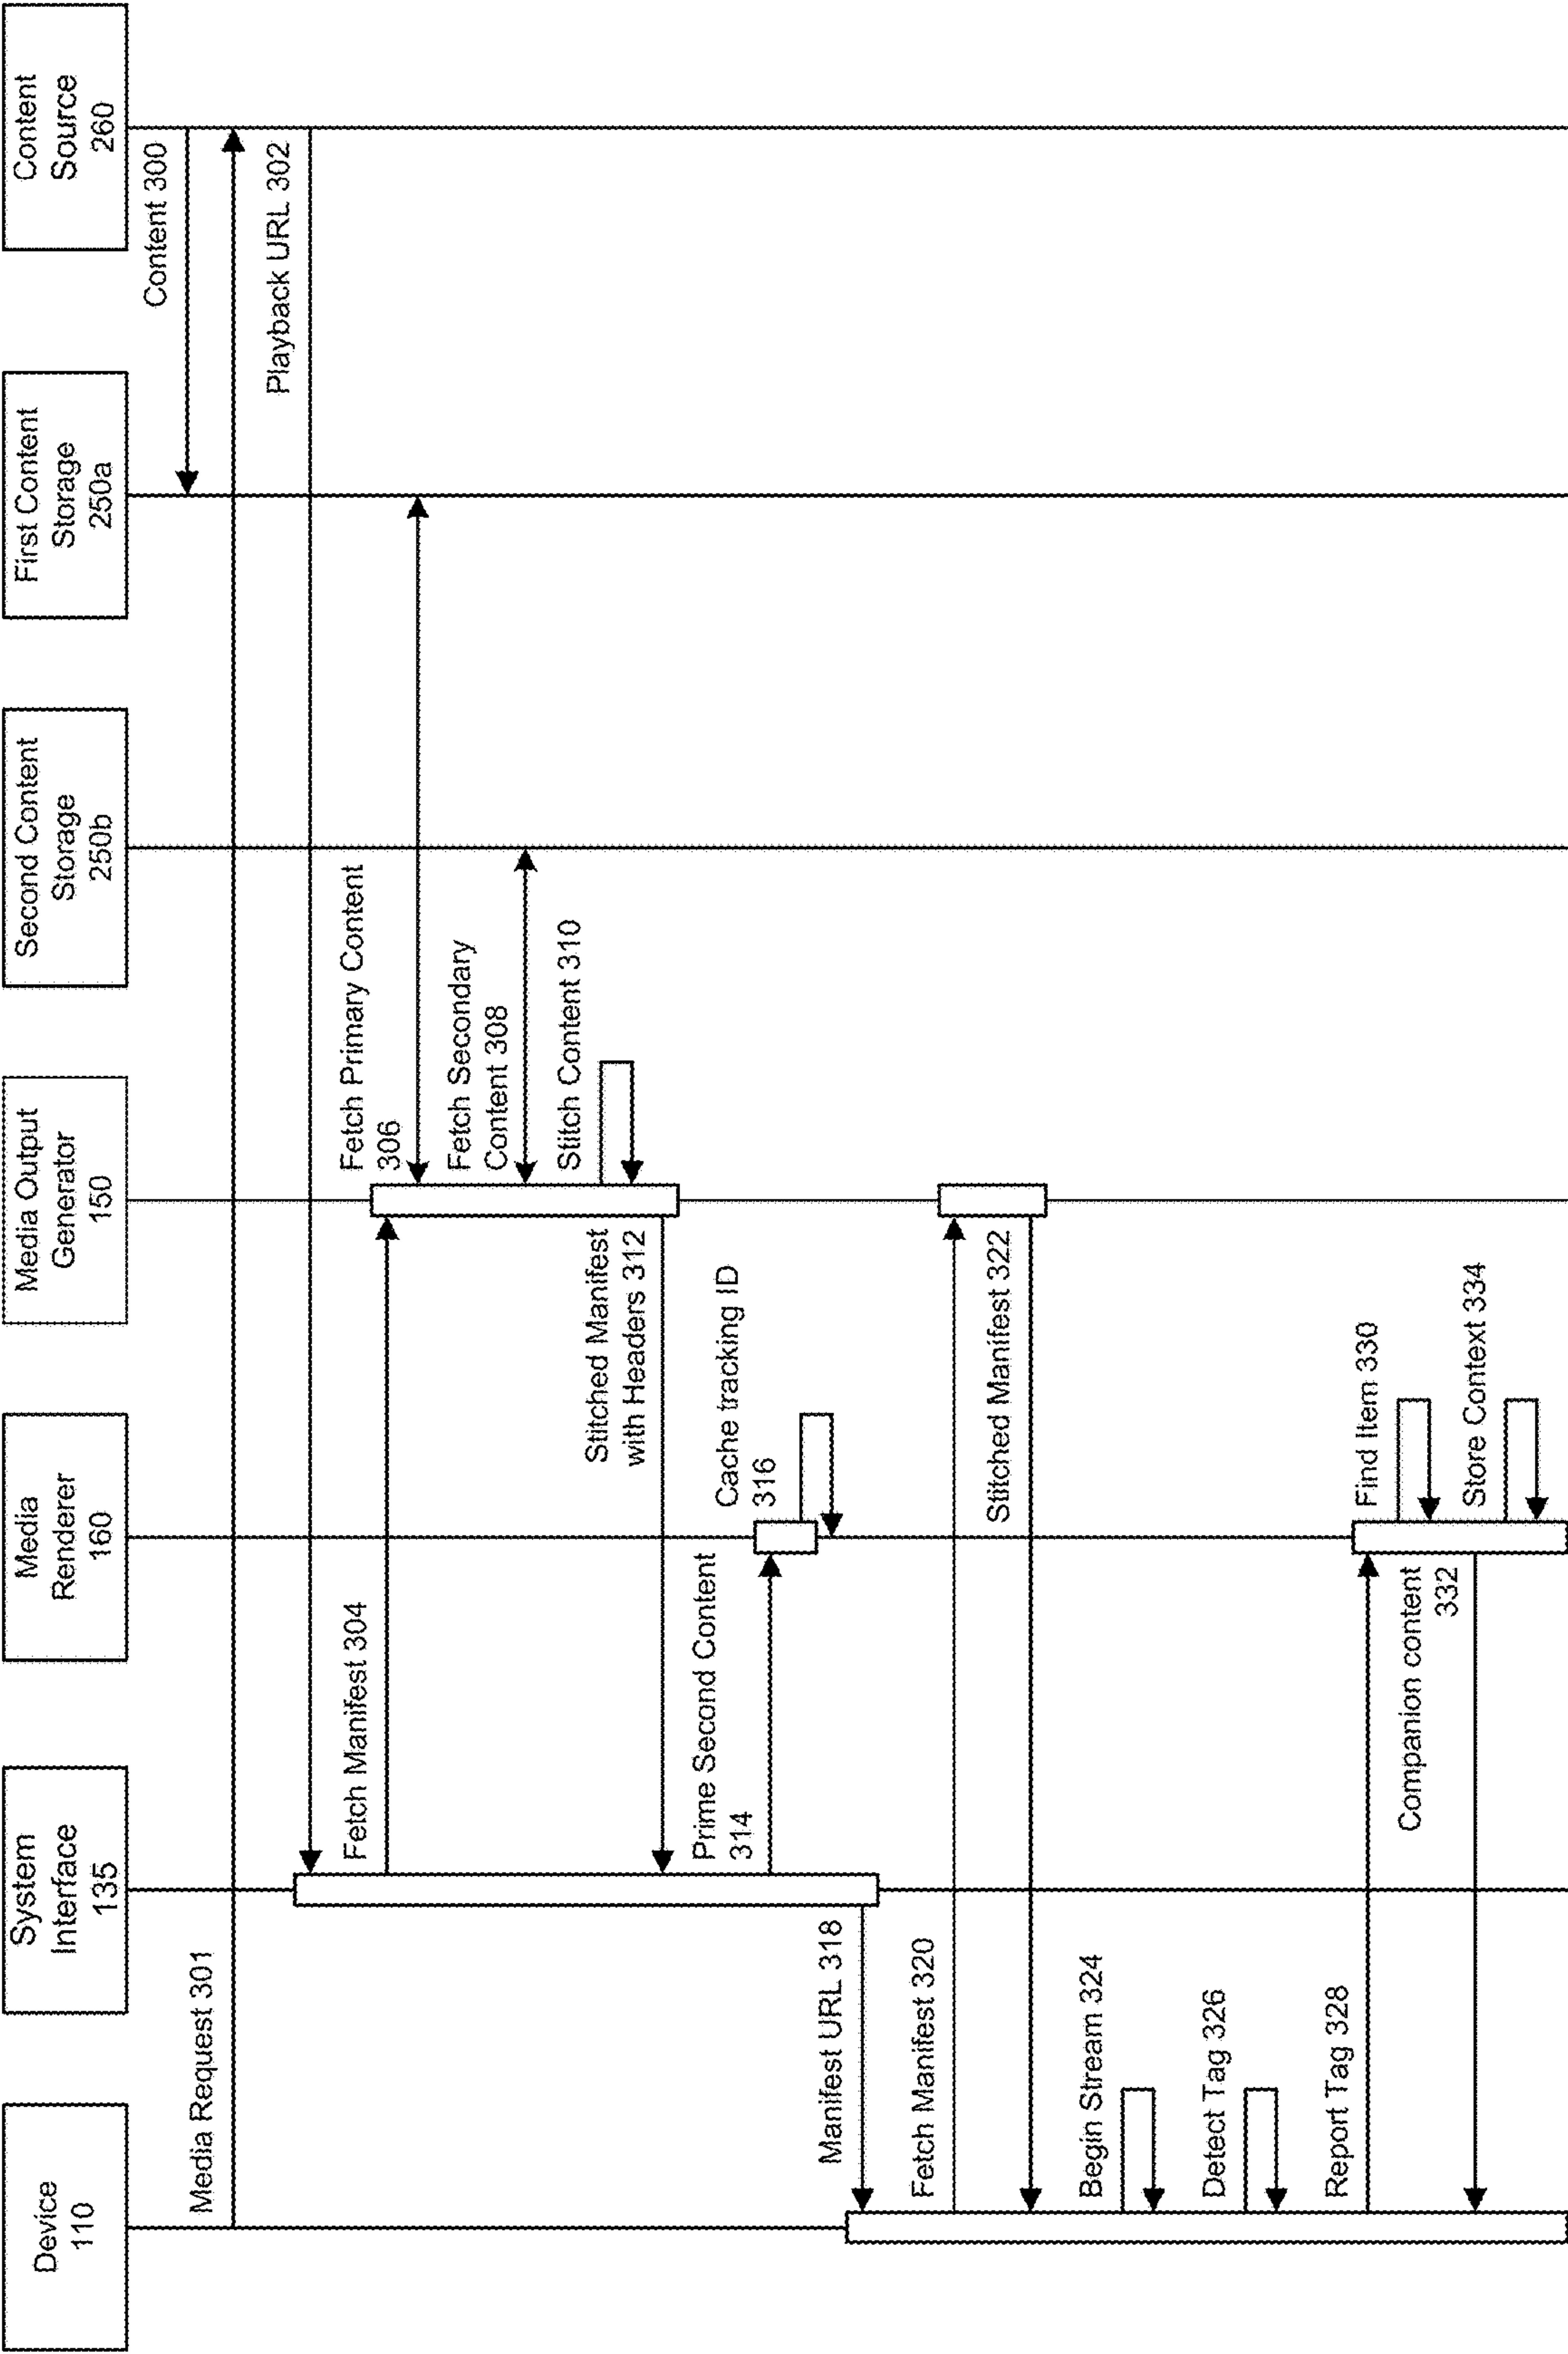 Device
110
System
Interface
135
Media
Renderer
160
Media Output
Generator
150
Second Content
Storage
250b
First Content
Storage
250a
Content
Source
260
Content 300
Media Request 301
Playback URL 302
Fetch Manifest 304
Fetch Primary Content
306
Fetch Secondary
Content 308
Stitch Content 310
Stitched Manifest
with Headers 312
Prime Second Content
314
Cache tracking ID
316
Manifest URL 318
Fetch Manifest 320
Stitched Manifest 322
Begin Stream 324
Detect Tag 326
Report Tag 328
Find Item 330
Companion content
332
Store Context 334